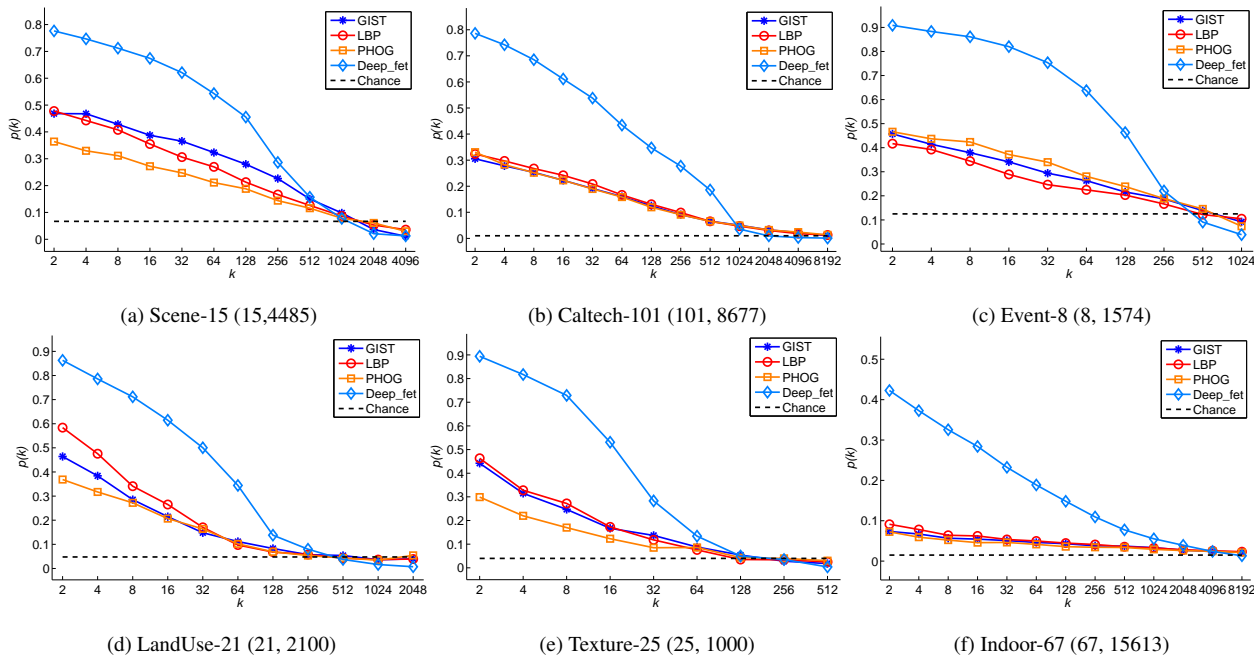 GIST
LBP
PHOG
Deep_fet
Chance
0.8
0.7
0.6
0.5
0.4
0.3
0.2
0.1
0
p(k)
2 4 8 16 32 64 128 256 512 1024 2048 4096
k
(a) Scene-15 (15,4485)
GIST
LBP
PHOG
Deep_fet
Chance
0.8
0.7
0.6
0.5
0.4
0.3
0.2
0.1
0
p(k)
2 4 8 16 32 64 128 256 512 1024 2048 4096 8192
k
(b) Caltech-101 (101, 8677)
GIST
LBP
PHOG
Deep_fet
Chance
0.9
0.8
0.7
0.6
0.5
0.4
0.3
0.2
0.1
0
p(k)
2 4 8 16 32 64 128 256 512 1024
k
(c) Event-8 (8, 1574)
GIST
LBP
PHOG
Deep_fet
Chance
0.9
0.8
0.7
0.6
0.5
0.4
0.3
0.2
0.1
0
p(k)
2 4 8 16 32 64 128 256 512 1024 2048
k
(d) LandUse-21 (21, 2100)
GIST
LBP
PHOG
Deep_fet
Chance
0.9
0.8
0.7
0.6
0.5
0.4
0.3
0.2
0.1
0
p(k)
2 4 8 16 32 64 128 256 512
k
(e) Texture-25 (25, 1000)
GIST
LBP
PHOG
Deep_fet
Chance
0.5
0.4
0.3
0.2
0.1
0
p(k)
2 4 8 16 32 64 128 256 512 1024 2048 4096 8192
k
(f) Indoor-67 (67, 15613)